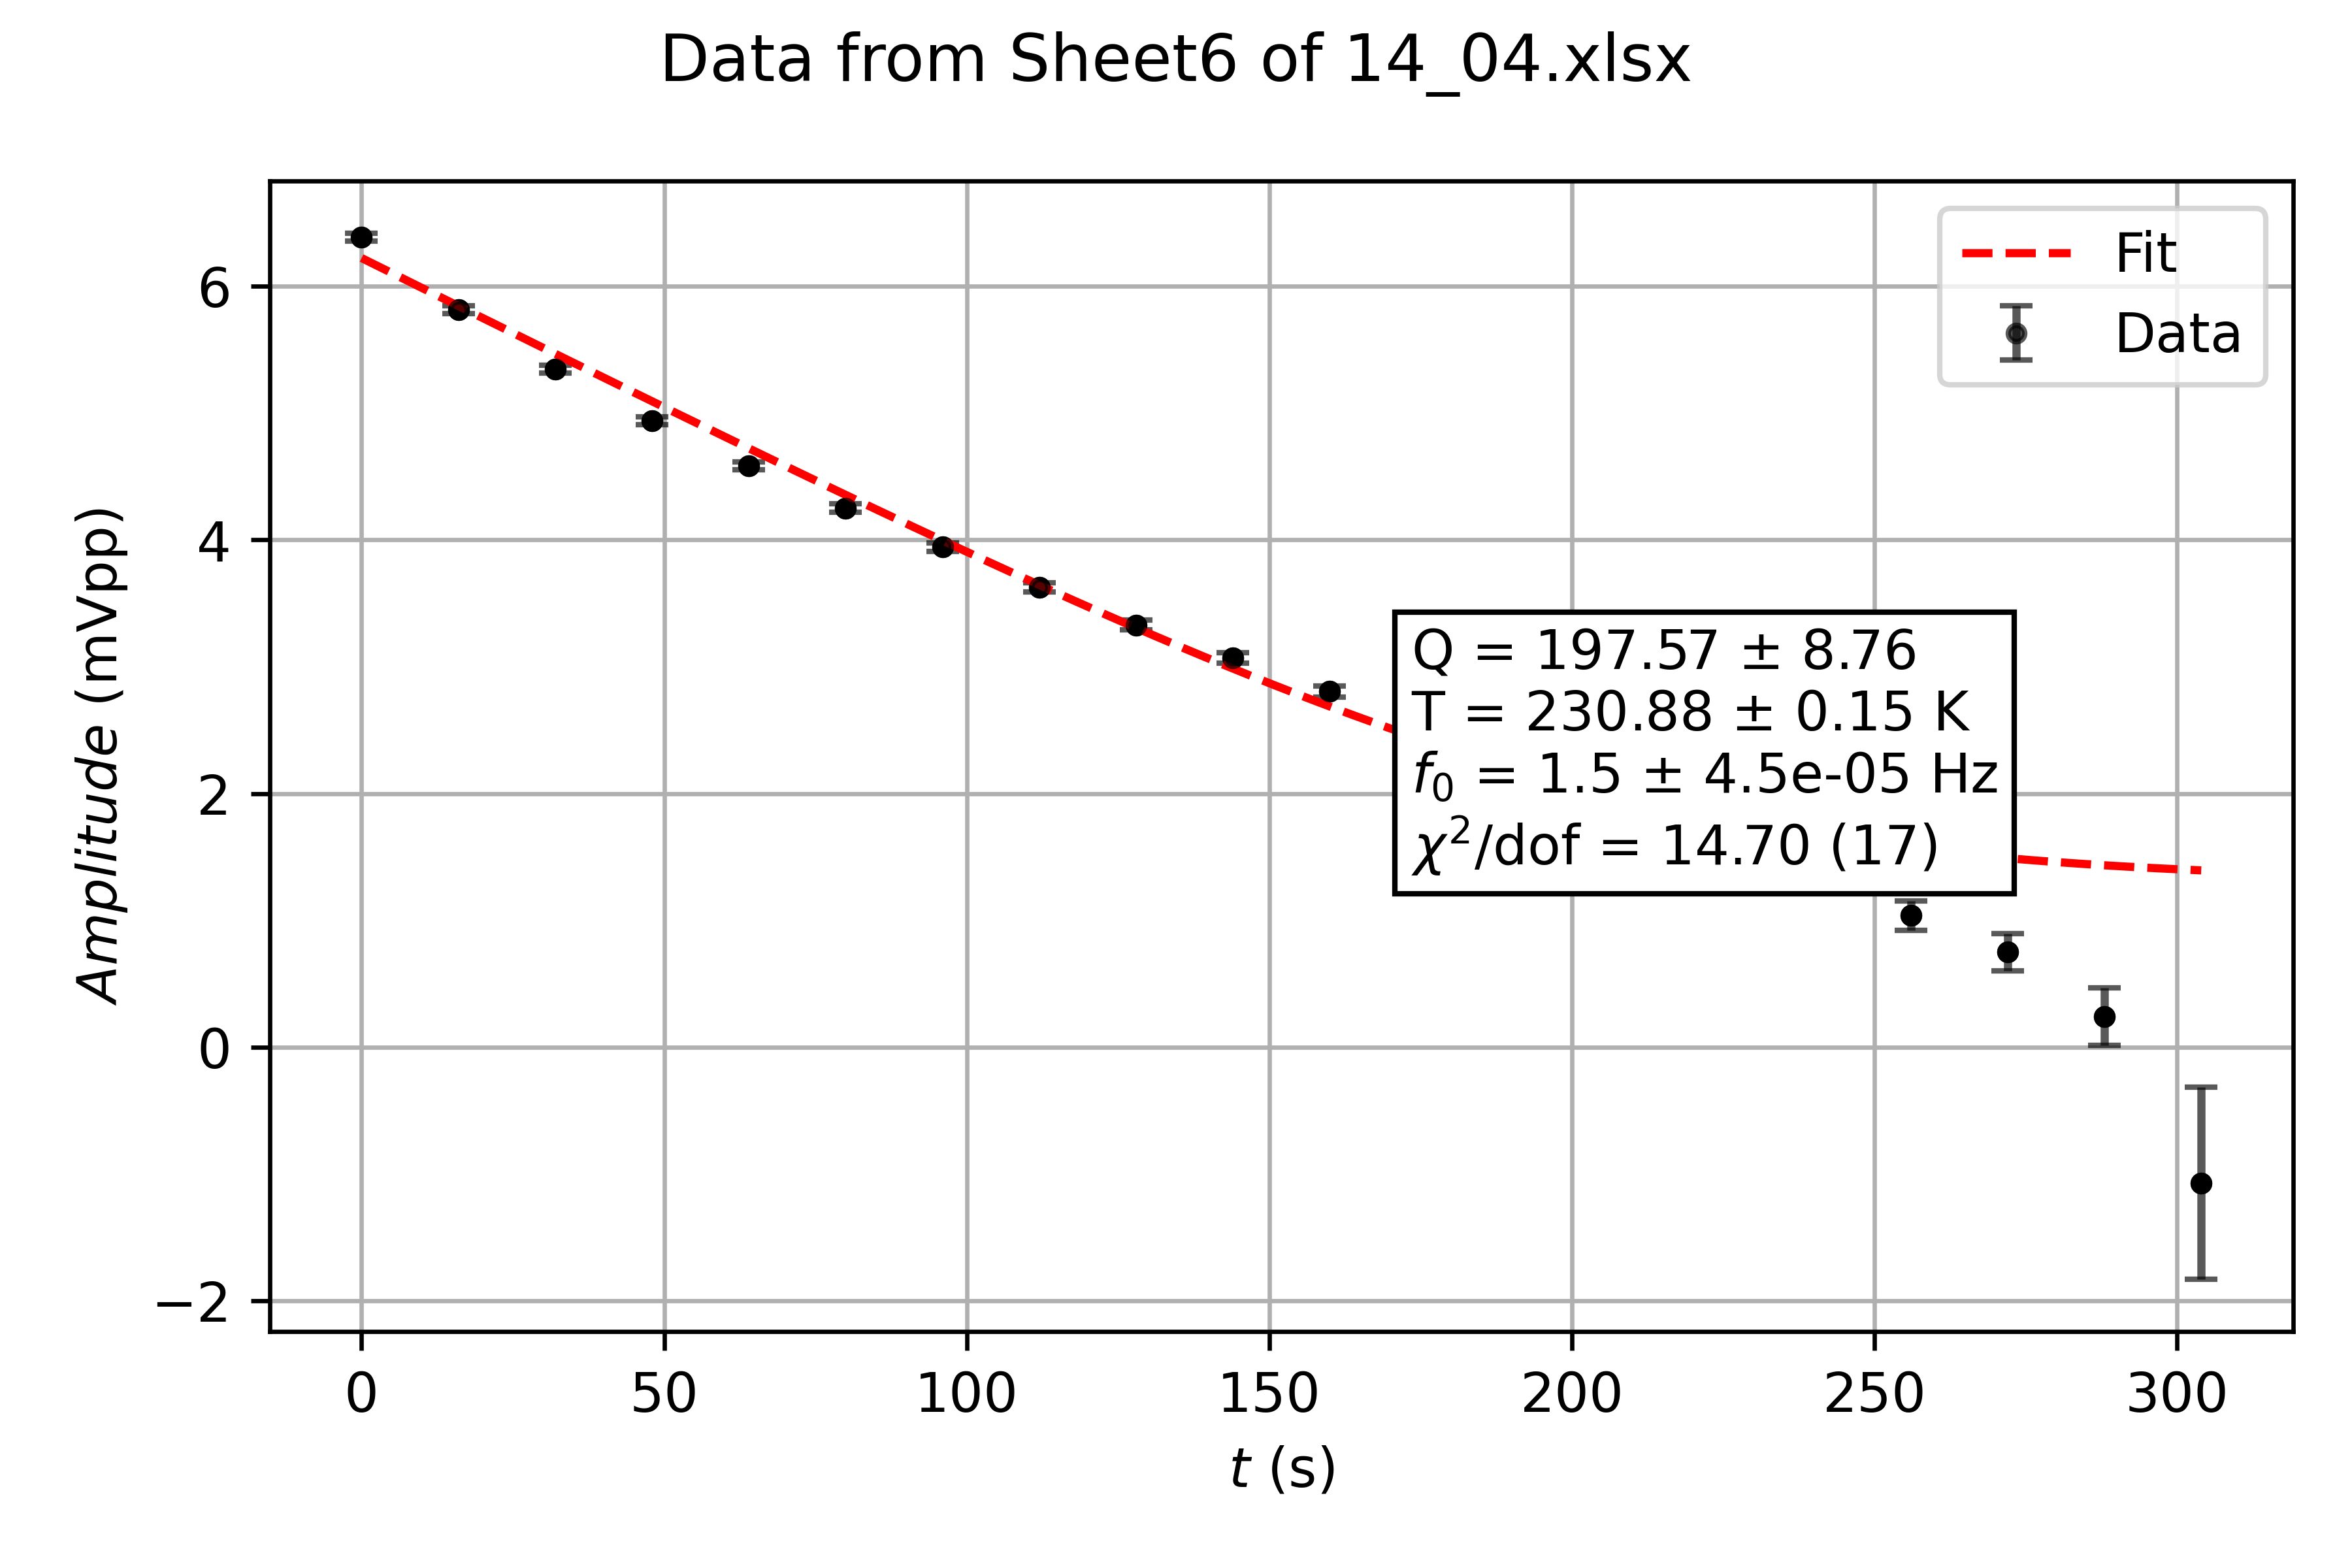 Data from Sheet6 of 14_04.xlsx
Fit
Data
6
4
2
0
−2
Amplitude (mVpp)
Q = 197.57 ± 8.76
T = 230.88 ± 0.15 K
f₀ = 1.5 ± 4.5e-05 Hz
χ²/dof = 14.70 (17)
0 50 100 150 200 250 300
t (s)